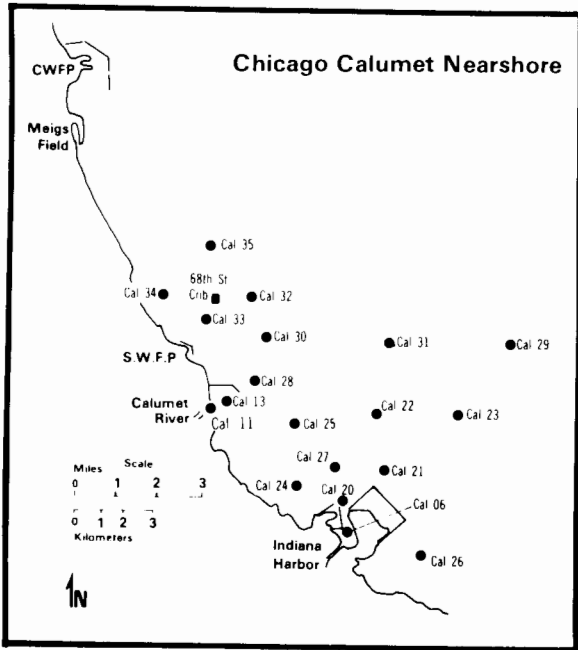 Chicago Calumet Nearshore
CWFP
Meigs
Field
Cal 35
68th St
Crib
Cal 34
Cal 32
Cal 33
Cal 30
Cal 31
Cal 29
S.W.F.P
Cal 28
Calumet
River
Cal 13
Cal 11
Cal 22
Cal 23
Cal 25
Cal 27
Cal 21
Cal 24
Cal 20
Cal 06
Miles Scale
0 1 2 3
0 1 2 3
Kilometers
Indiana
Harbor
Cal 26
N